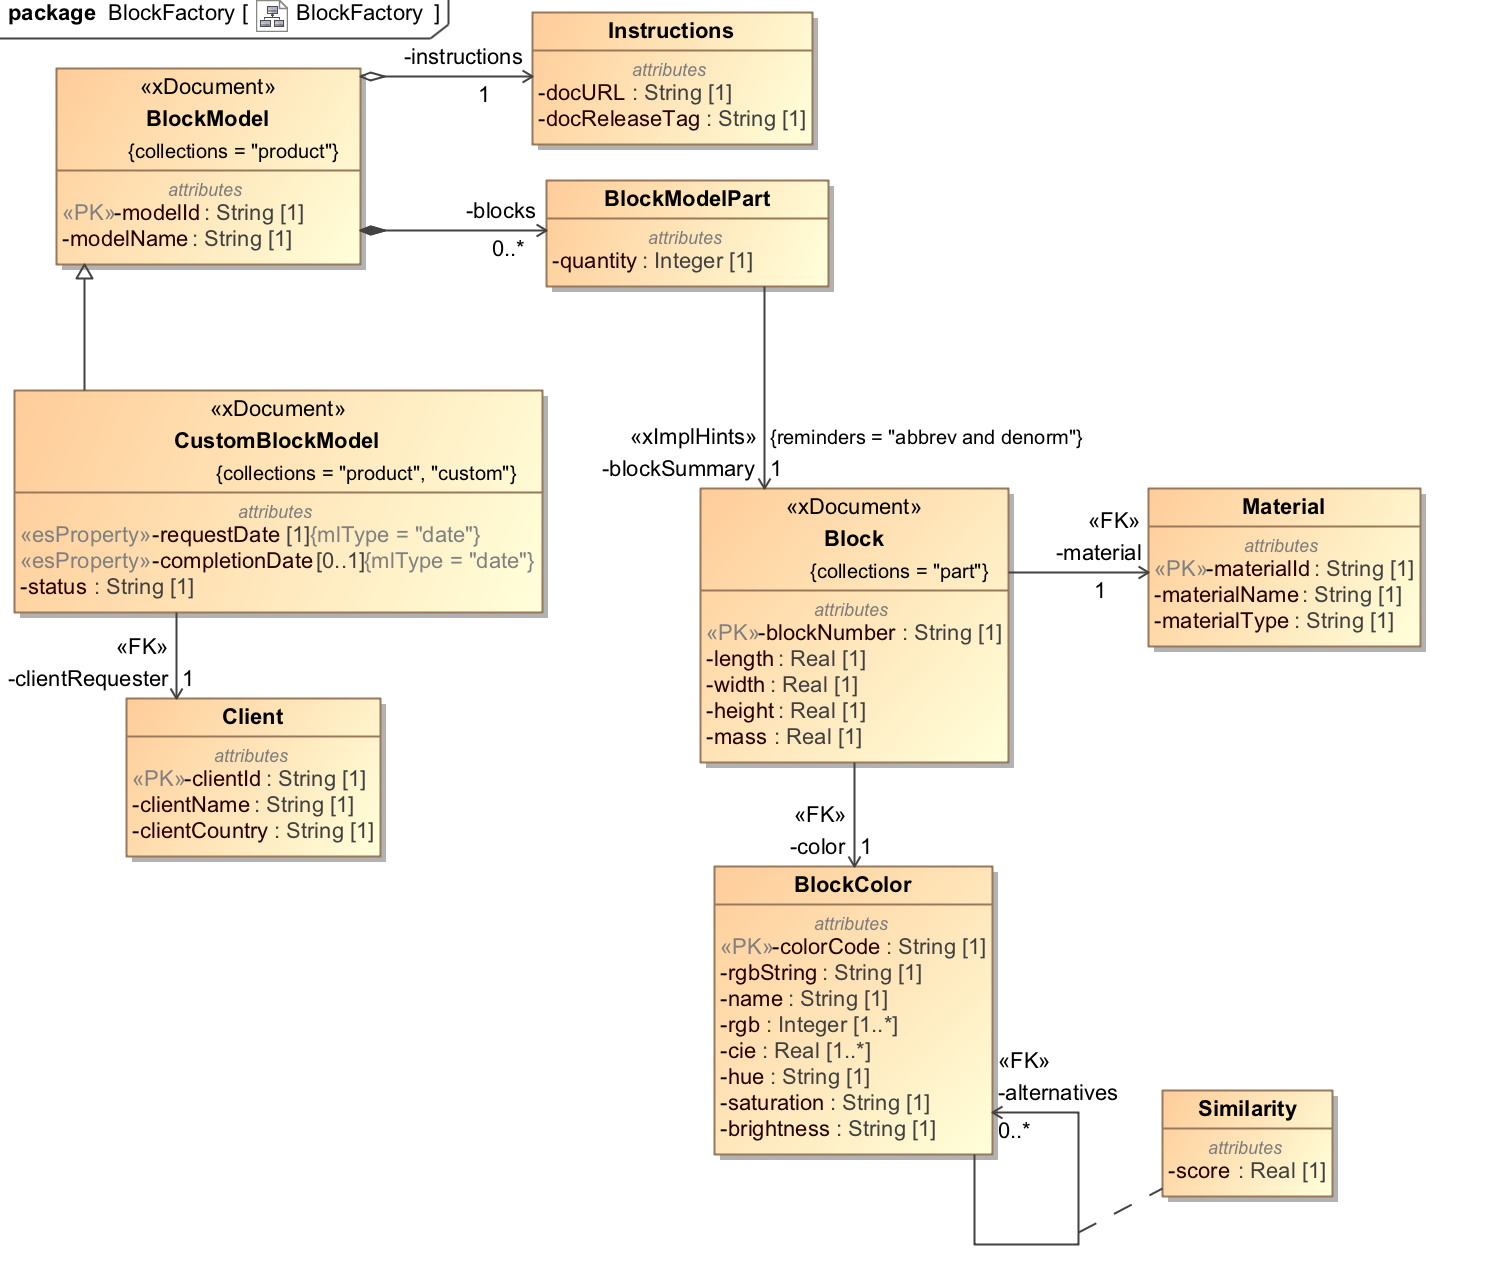 package BlockFactory [ BlockFactory ]
Instructions
attributes
-docURL : String [1]
-docReleaseTag : String [1]
-instructions
1
«xDocument»
BlockModel
{collections = "product"}
attributes
«PK»-modelId : String [1]
-modelName : String [1]
-blocks
0..*
BlockModelPart
attributes
-quantity : Integer [1]
«xDocument»
CustomBlockModel
{collections = "product", "custom"}
attributes
«esProperty»-requestDate [1]{mlType = "date"}
«esProperty»-completionDate[0..1]{mlType = "date"}
-status : String [1]
«xImplHints» {reminders = "abbrev and denorm"}
-blockSummary 1
«xDocument»
Block
{collections = "part"}
attributes
«PK»-blockNumber : String [1]
-length : Real [1]
-width : Real [1]
-height : Real [1]
-mass : Real [1]
«FK»
-material
1
Material
attributes
«PK»-materialId : String [1]
-materialName : String [1]
-materialType : String [1]
«FK»
-clientRequester 1
Client
attributes
«PK»-clientId : String [1]
-clientName : String [1]
-clientCountry : String [1]
«FK»
-color 1
BlockColor
attributes
«PK»-colorCode : String [1]
-rgbString : String [1]
-name : String [1]
-rgb : Integer [1..*]
-cie : Real [1..*]
-hue : String [1]
-saturation : String [1]
-brightness : String [1]
«FK»
-alternatives
0..*
Similarity
attributes
-score : Real [1]